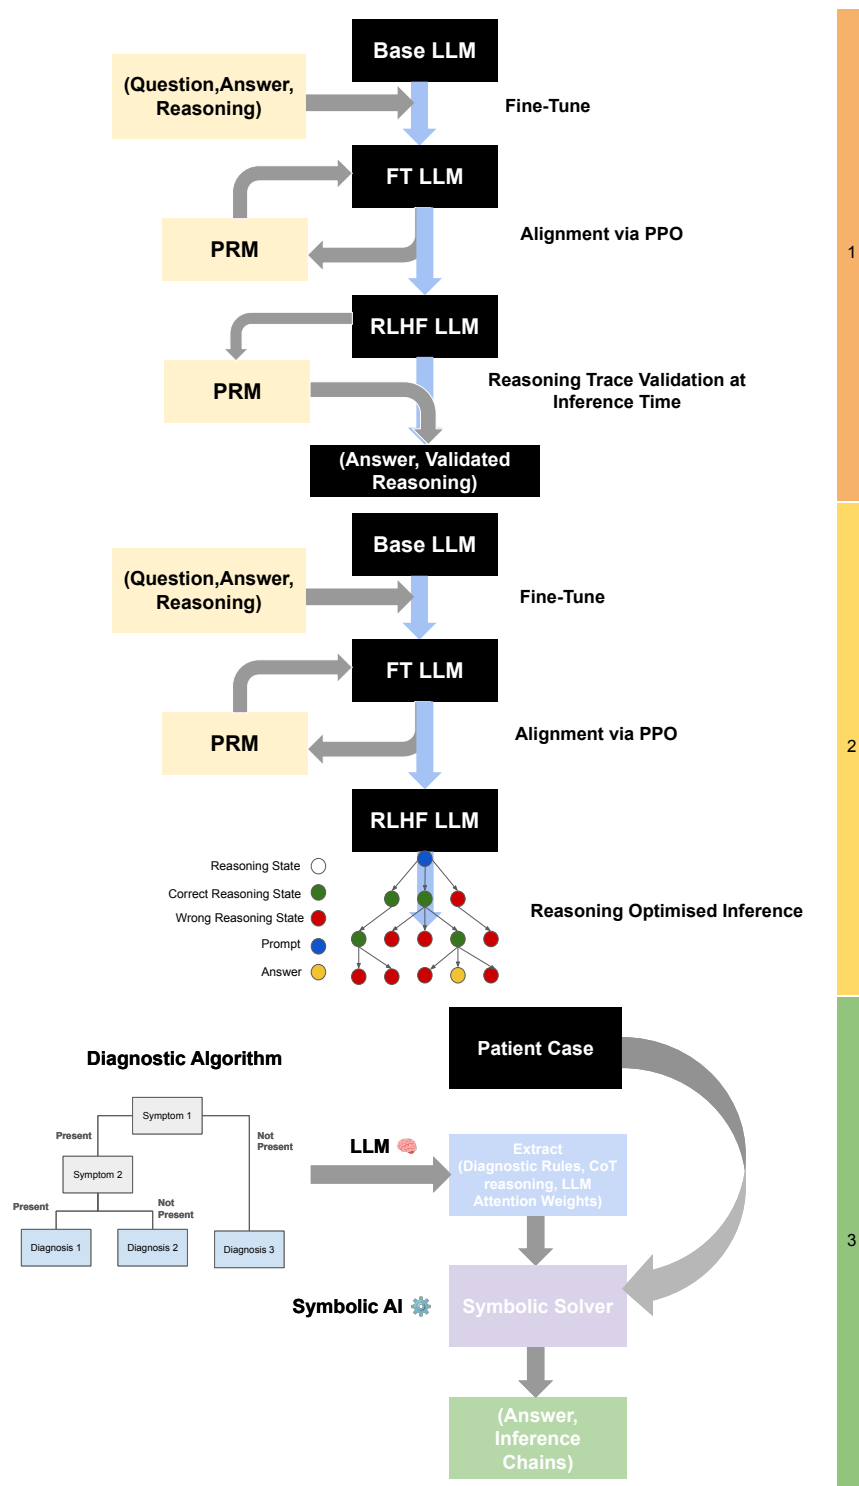 Base LLM
(Question,Answer,
Reasoning)
Fine-Tune
FT LLM
PRM
Alignment via PPO
RLHF LLM
PRM
Reasoning Trace Validation at
Inference Time
(Answer, Validated
Reasoning)
1
Base LLM
(Question,Answer,
Reasoning)
Fine-Tune
FT LLM
PRM
Alignment via PPO
RLHF LLM
Reasoning State
Correct Reasoning State
Wrong Reasoning State
Prompt
Answer
Reasoning Optimised Inference
2
Patient Case
Diagnostic Algorithm
Symptom 1
Present
Not
Present
Symptom 2
Present
Not
Present
Diagnosis 1
Diagnosis 2
Diagnosis 3
LLM 🧠
Extract
(Diagnostic Rules, CoT
reasoning, LLM
Attention Weights)
Symbolic AI ⚙️
Symbolic Solver
(Answer,
Inference
Chains)
3